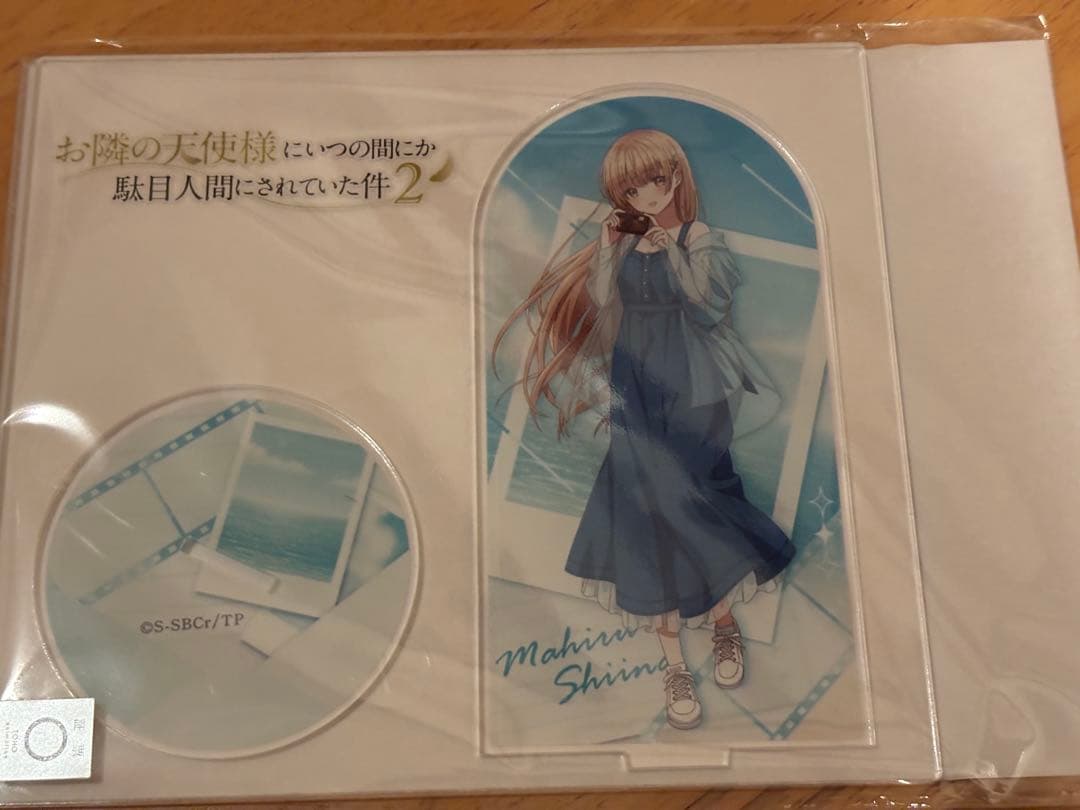 お隣の天使様にいつの間にか
駄目人間にされていた件2
Mahiru
Shiina
©S-SBCr/TP
TOHO